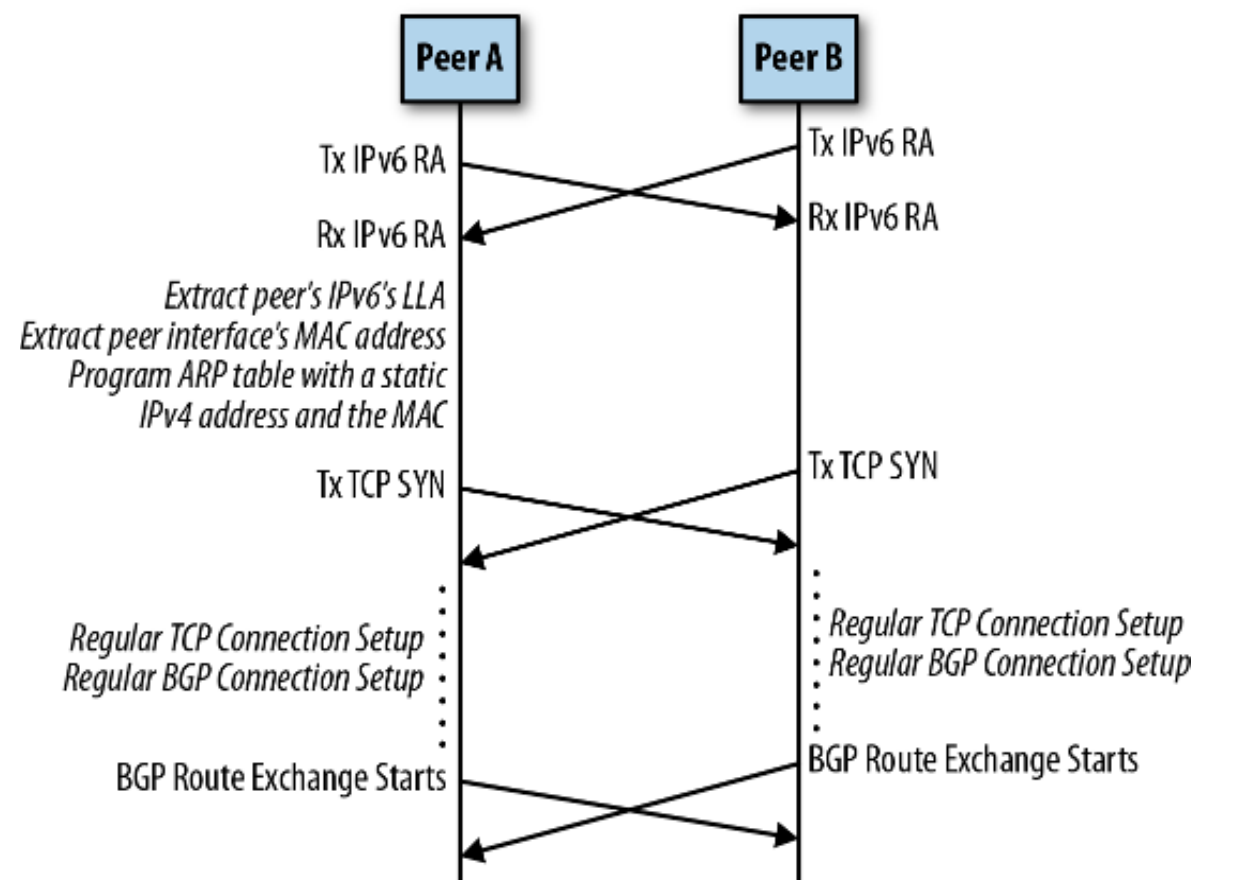 Peer A
Peer B
Tx IPv6 RA
Tx IPv6 RA
Rx IPv6 RA
Rx IPv6 RA
Extract peer's IPv6's LLA
Extract peer interface's MAC address
Program ARP table with a static
IPv4 address and the MAC
Tx TCP SYN
Tx TCP SYN
Regular TCP Connection Setup
Regular BGP Connection Setup
Regular TCP Connection Setup
Regular BGP Connection Setup
BGP Route Exchange Starts
BGP Route Exchange Starts